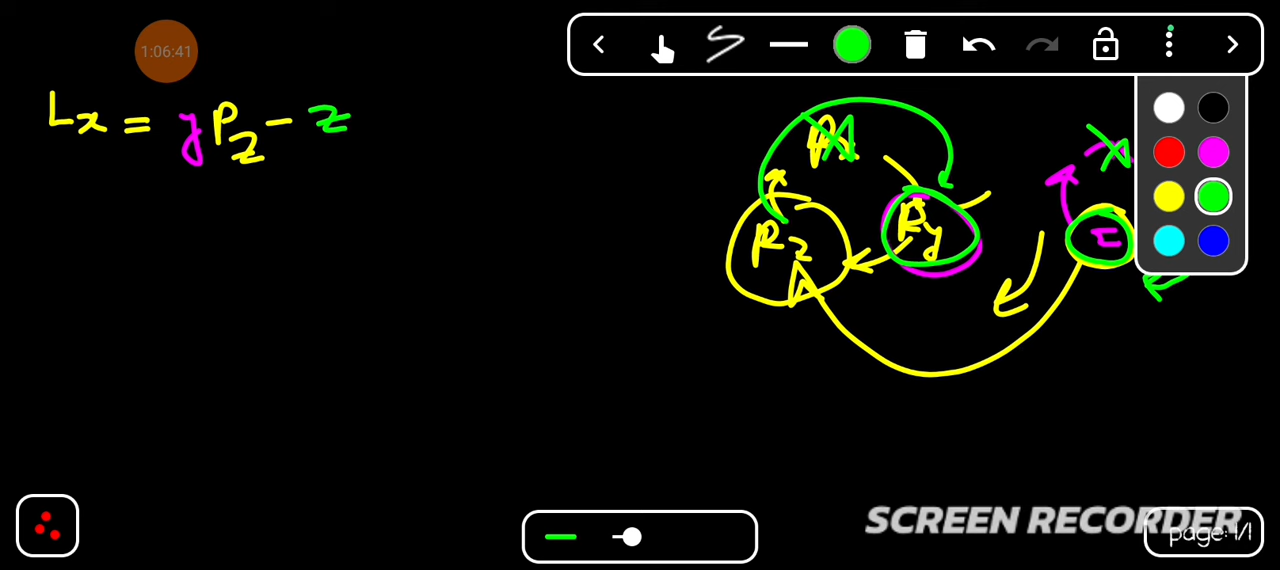 1:06:41
Lx = yPz - z
Px
x
Pz
Py
z
SCREEN RECORDER
page:1/1